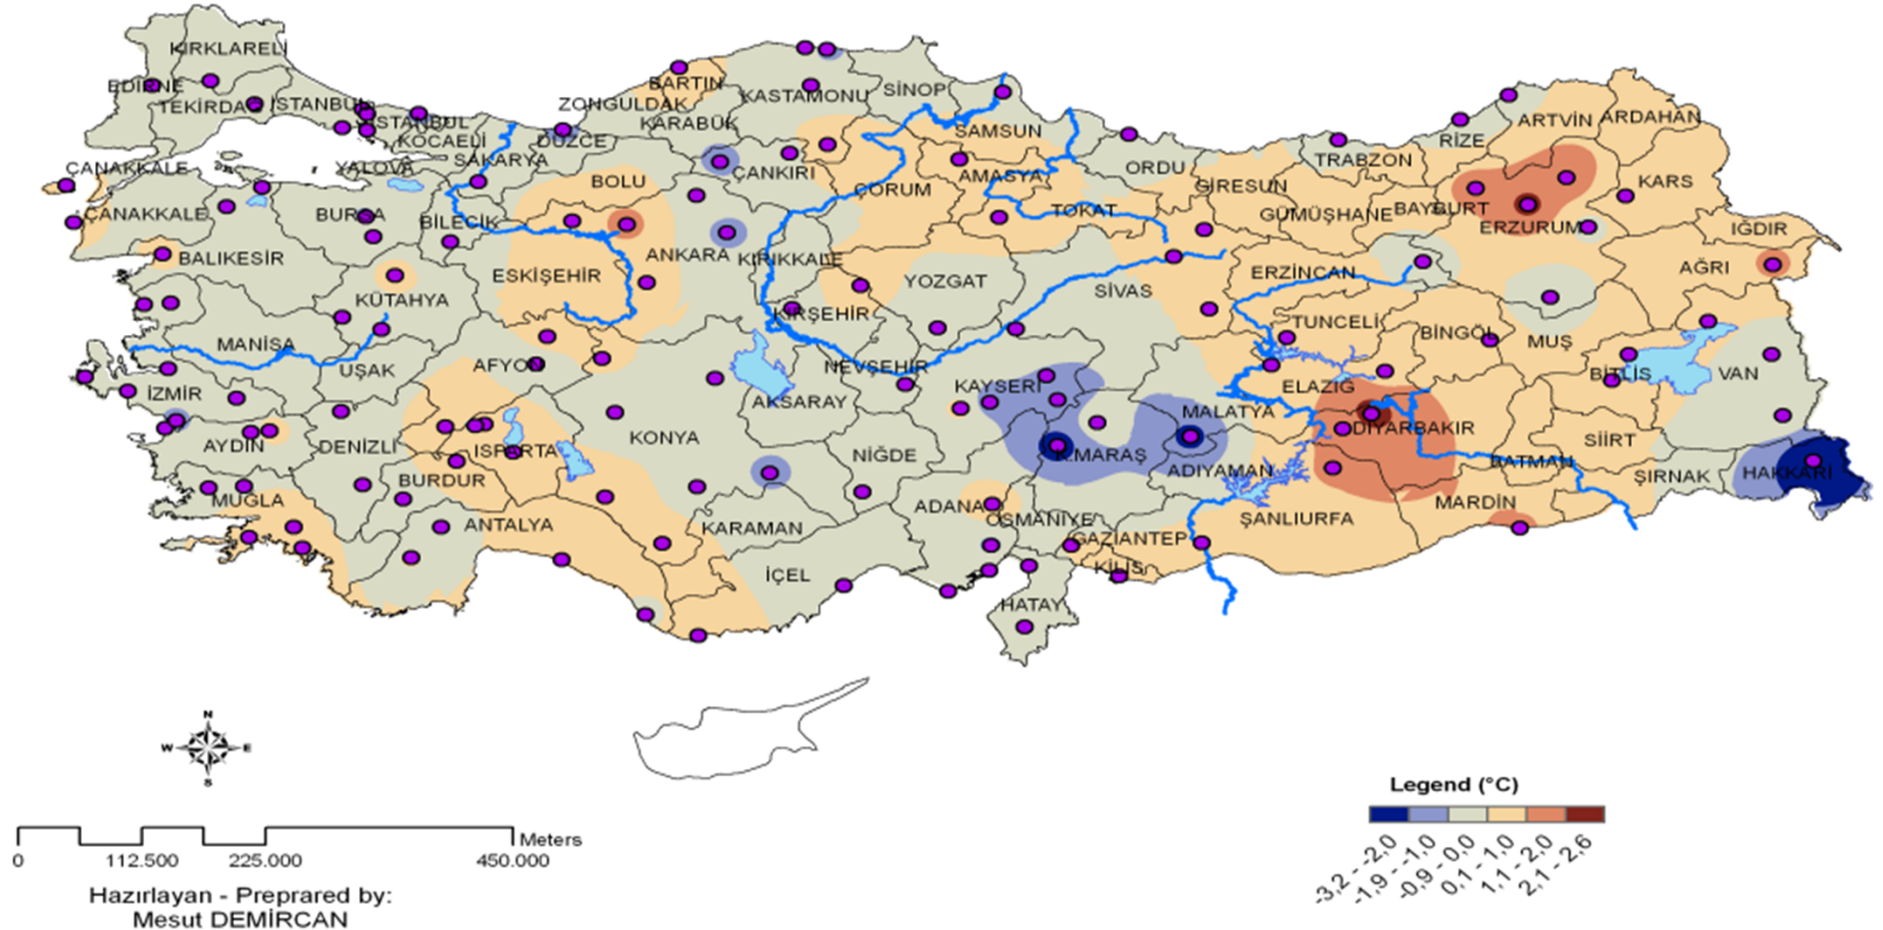 KIRKLARELİ
EDİRNE
TEKİRDAĞ
İSTANBUL
İSTANBUL
KOCAELİ
SAKARYA
DÜZCE
ZONGULDAK
BARTIN
KARABÜK
KASTAMONU
SİNOP
SAMSUN
ORDU
GİRESUN
TRABZON
RİZE
ARTVİN
ARDAHAN
ÇANAKKALE
YALOVA
BOLU
ÇANKIRI
ÇORUM
AMASYA
TOKAT
GÜMÜŞHANE
BAYBURT
ERZURUM
KARS
IĞDIR
ÇANAKKALE
BURSA
BİLECİK
BALIKESİR
ESKİŞEHİR
ANKARA
KIRIKKALE
YOZGAT
SİVAS
ERZİNCAN
AĞRI
KÜTAHYA
KIRŞEHİR
TUNCELİ
BİNGÖL
MUŞ
MANİSA
UŞAK
AFYON
AKSARAY
NEVŞEHİR
KAYSERİ
MALATYA
ELAZIĞ
BİTLİS
VAN
İZMİR
AYDIN
DENİZLİ
ISPARTA
BURDUR
KONYA
NİĞDE
K.MARAŞ
ADIYAMAN
DİYARBAKIR
BATMAN
SİİRT
ŞIRNAK
HAKKARİ
MUĞLA
ANTALYA
KARAMAN
ADANA
OSMANİYE
GAZİANTEP
ŞANLIURFA
MARDİN
İÇEL
KİLİS
HATAY
N
W
E
S
0
112.500
225.000
450.000
Meters
Hazırlayan - Preprared by:
Mesut DEMİRCAN
Legend (°C)
-3,2 - -2,0
-1,9 - -1,0
-0,9 - 0,0
0,1 - 1,0
1,1 - 2,0
2,1 - 2,6